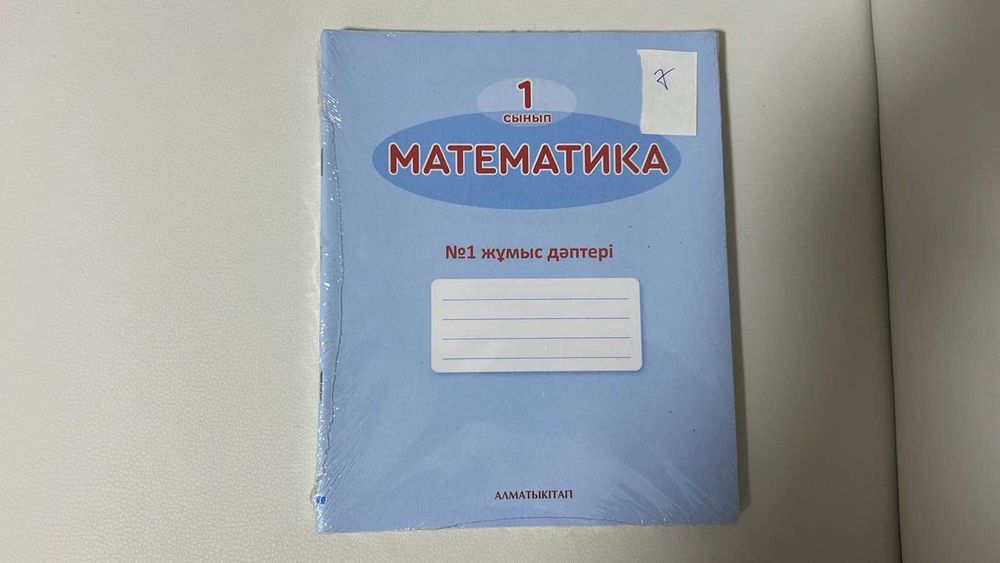 1
СЫНЫП
МАТЕМАТИКА
№1 жұмыс дәптері
АЛМАТЫКІТАП